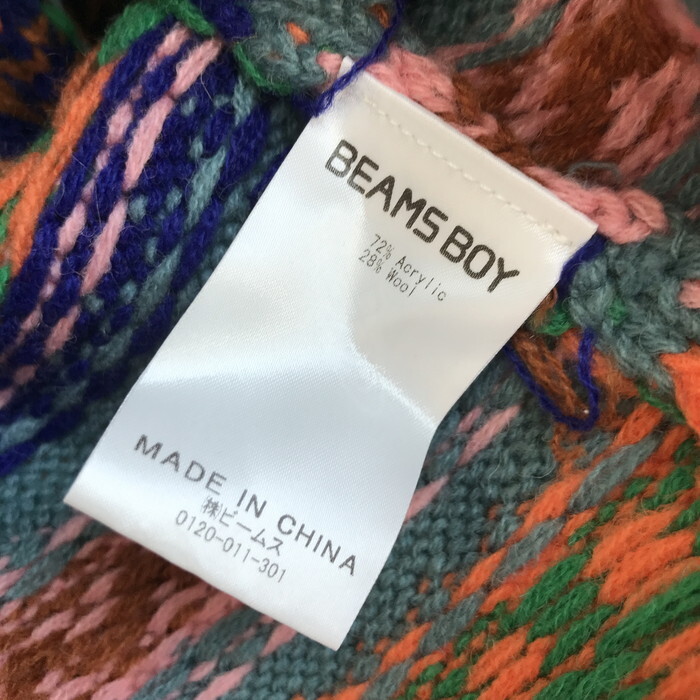 BEAMS BOY
72% Acrylic
28% Wool
MADE IN CHINA
㈱ビームス
0120-011-301